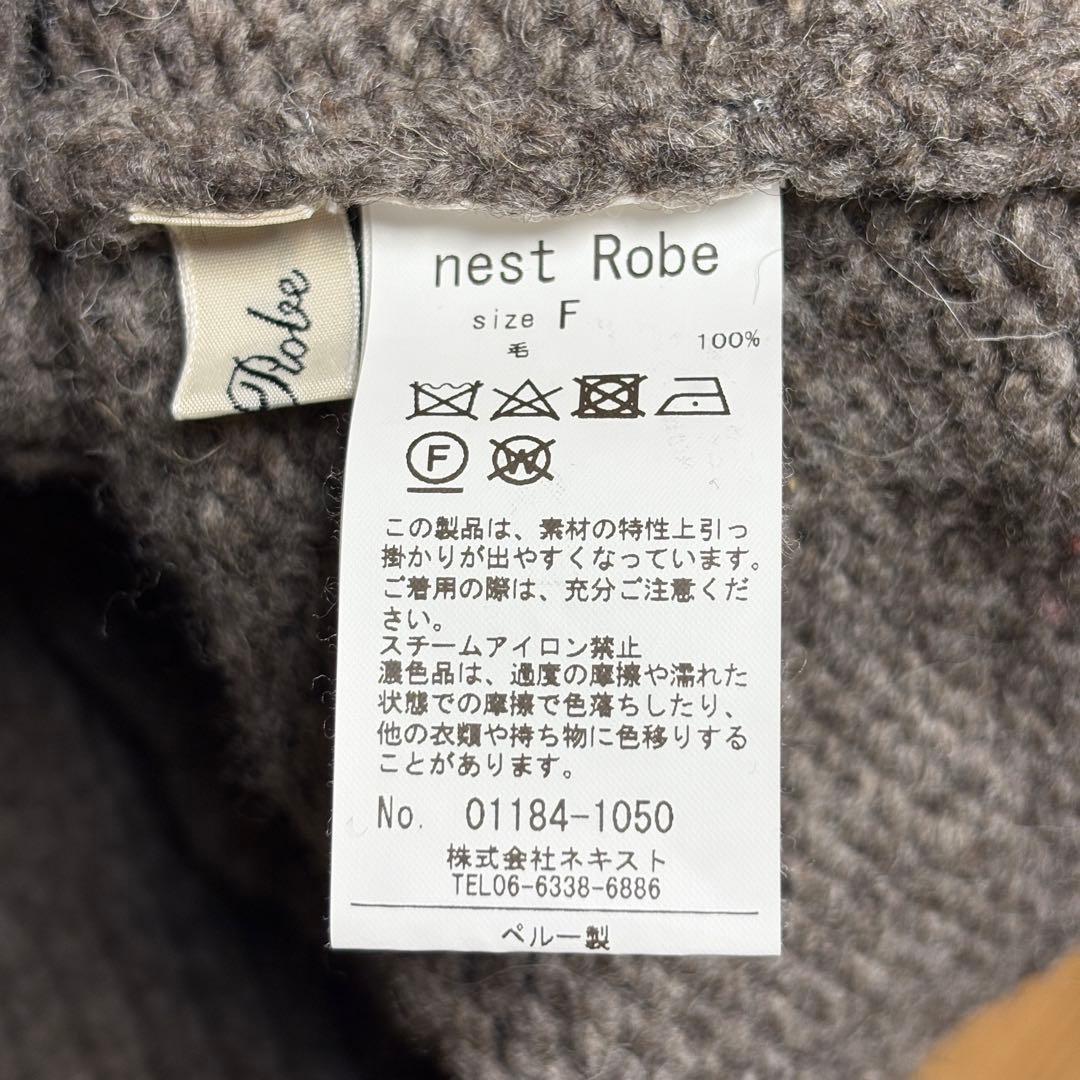 Robe
nest Robe
size F
毛 100%
F
W
この製品は、素材の特性上引っ
掛かりが出やすくなっています。
ご着用の際は、充分ご注意くだ
さい。
スチームアイロン禁止
濃色品は、過度の摩擦や濡れた
状態での摩擦で色落ちしたり、
他の衣類や持ち物に色移りする
ことがあります。
No. 01184-1050
株式会社ネキスト
TEL06-6338-6886
ペルー製